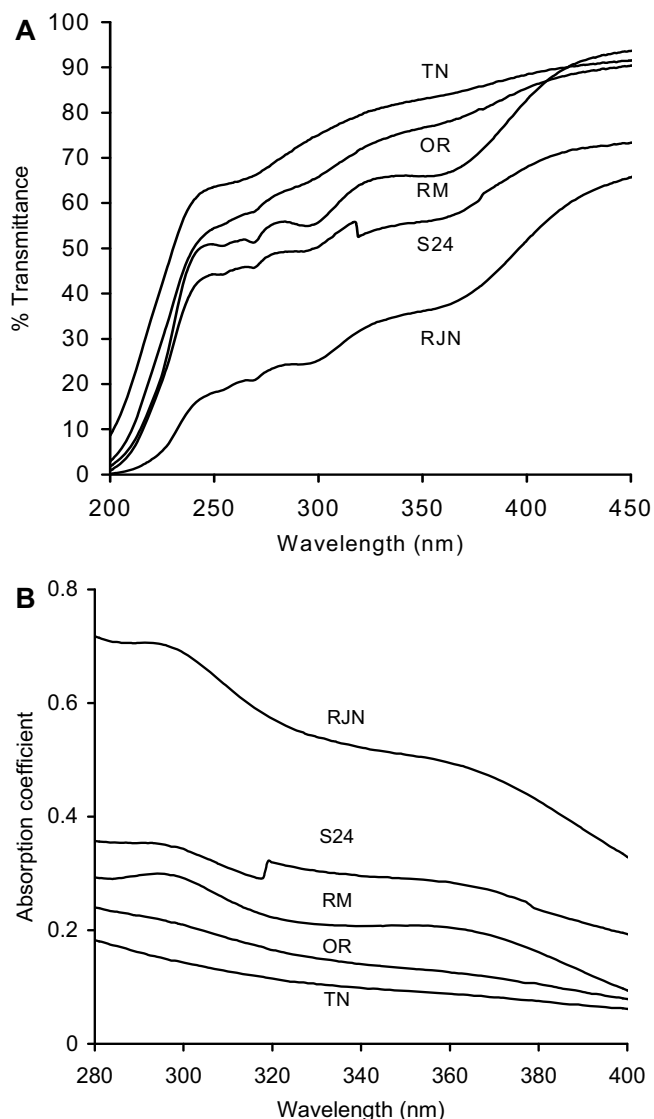 A
100
90
80
70
60
50
40
30
20
10
0
% Transmittance
TN
OR
RM
S24
RJN
200 250 300 350 400 450
Wavelength (nm)
B
0.8
0.6
0.4
0.2
0
Absorption coefficient
RJN
S24
RM
OR
TN
280 300 320 340 360 380 400
Wavelength (nm)